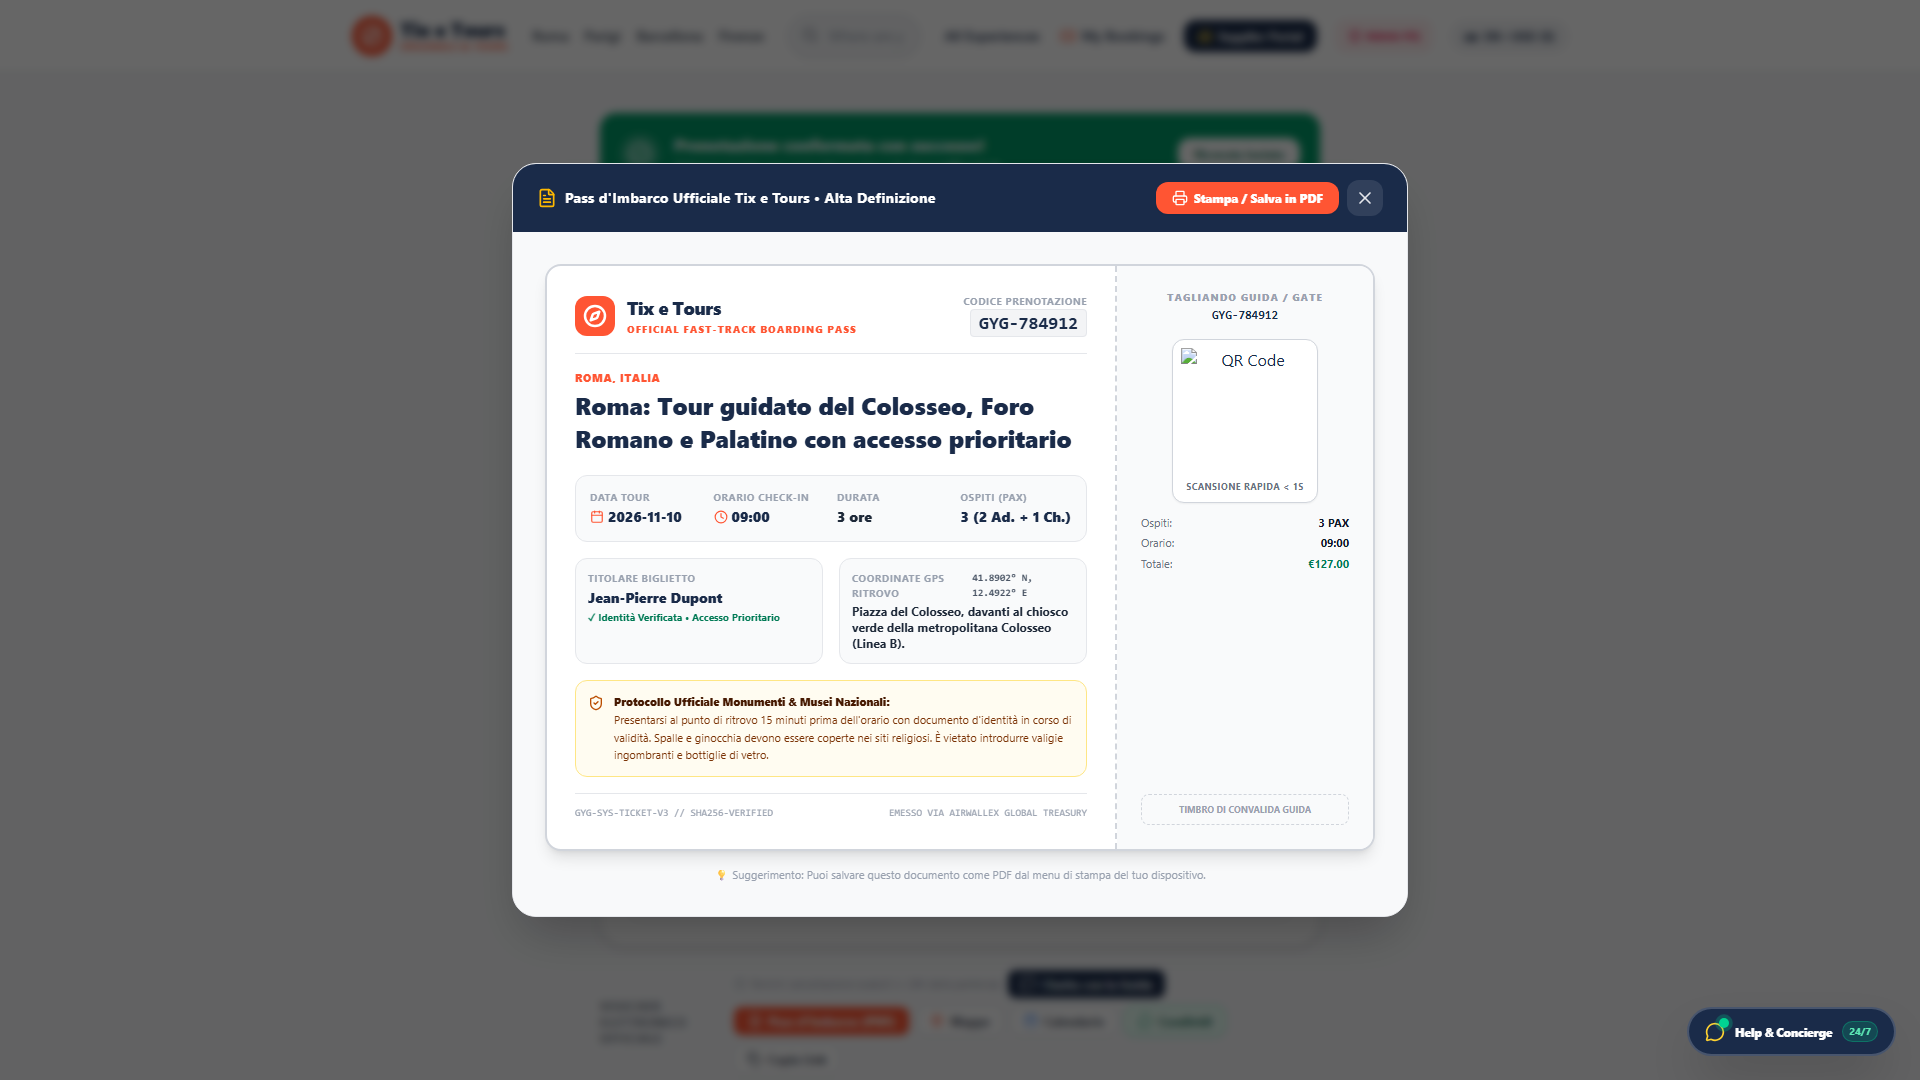 Pass d'Imbarco Ufficiale Tix e Tours • Alta Definizione
Stampa / Salva in PDF
Tix e Tours
OFFICIAL FAST-TRACK BOARDING PASS
CODICE PRENOTAZIONE
GYG-784912
ROMA, ITALIA
Roma: Tour guidato del Colosseo, Foro
Romano e Palatino con accesso prioritario
DATA TOUR
2026-11-10
ORARIO CHECK-IN
09:00
DURATA
3 ore
OSPITI (PAX)
3 (2 Ad. + 1 Ch.)
TITOLARE BIGLIETTO
Jean-Pierre Dupont
✓ Identità Verificata • Accesso Prioritario
COORDINATE GPS
RITROVO
41.8902° N,
12.4922° E
Piazza del Colosseo, davanti al chiosco
verde della metropolitana Colosseo
(Linea B).
Protocollo Ufficiale Monumenti & Musei Nazionali:
Presentarsi al punto di ritrovo 15 minuti prima dell'orario con documento d'identità in corso di
validità. Spalle e ginocchia devono essere coperte nei siti religiosi. È vietato introdurre valigie
ingombranti e bottiglie di vetro.
GYG-SYS-TICKET-V3 // SHA256-VERIFIED
EMESSO VIA AIRWALLEX GLOBAL TREASURY
TAGLIANDO GUIDA / GATE
GYG-784912
QR Code
SCANSIONE RAPIDA < 1S
Ospiti: 3 PAX
Orario: 09:00
Totale: €127.00
TIMBRO DI CONVALIDA GUIDA
Suggerimento: Puoi salvare questo documento come PDF dal menu di stampa del tuo dispositivo.
Help & Concierge 24/7